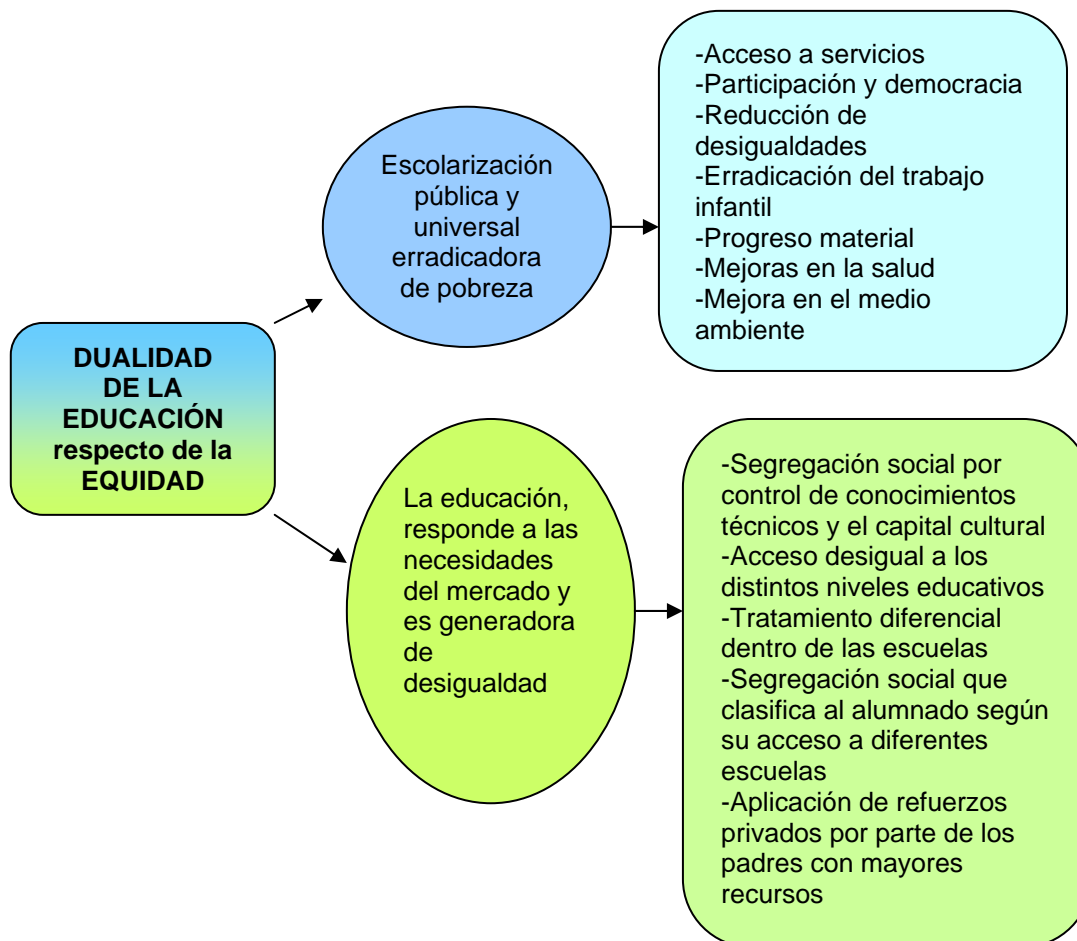 DUALIDAD
DE LA
EDUCACIÓN
respecto de la
EQUIDAD
Escolarización
pública y
universal
erradicadora
de pobreza
-Acceso a servicios
-Participación y democracia
-Reducción de
desigualdades
-Erradicación del trabajo
infantil
-Progreso material
-Mejoras en la salud
-Mejora en el medio
ambiente
La educación,
responde a las
necesidades
del mercado y
es generadora
de
desigualdad
-Segregación social por
control de conocimientos
técnicos y el capital cultural
-Acceso desigual a los
distintos niveles educativos
-Tratamiento diferencial
dentro de las escuelas
-Segregación social que
clasifica al alumnado según
su acceso a diferentes
escuelas
-Aplicación de refuerzos
privados por parte de los
padres con mayores
recursos